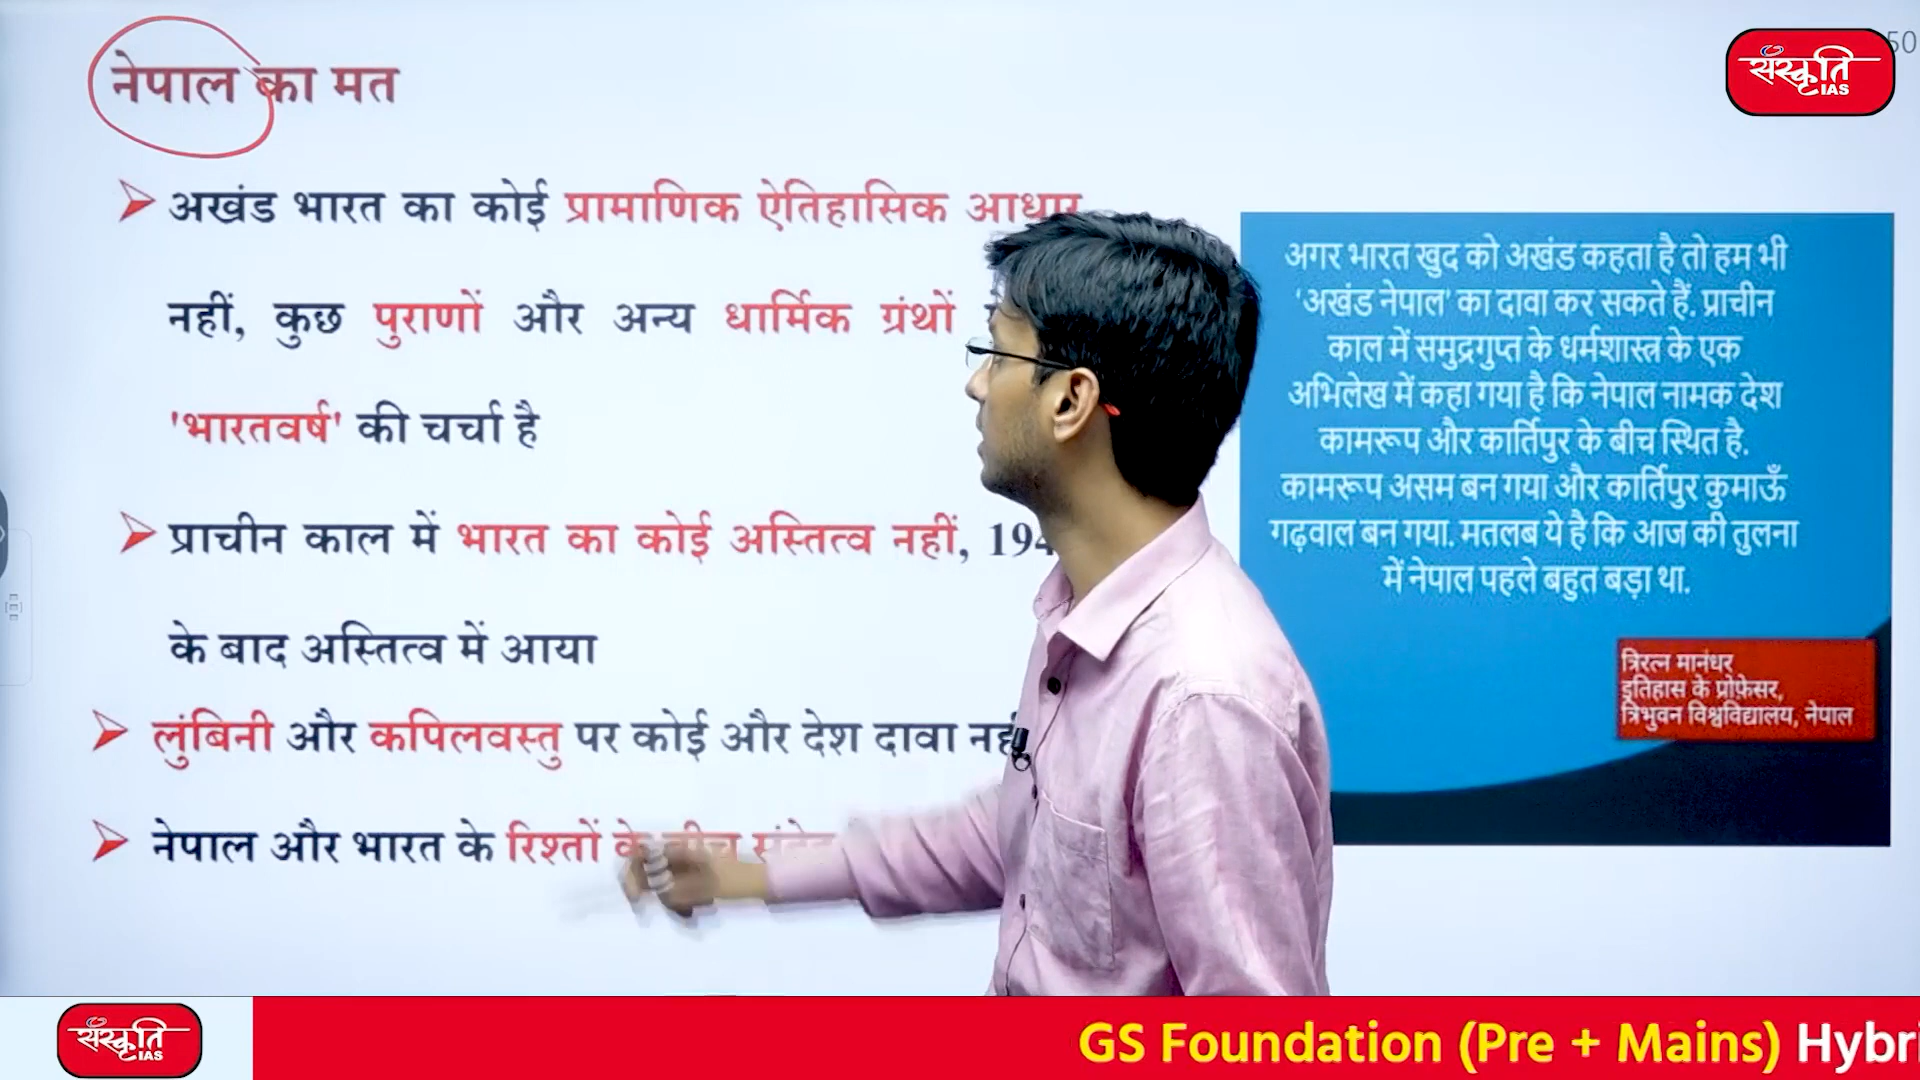 नेपाल का मत
अखंड भारत का कोई प्रामाणिक ऐतिहासिक आधार
नहीं, कुछ पुराणों और अन्य धार्मिक ग्रंथों
'भारतवर्ष' की चर्चा है
प्राचीन काल में भारत का कोई अस्तित्व नहीं,
के बाद अस्तित्व में आया
लुंबिनी और कपिलवस्तु पर कोई और देश दावा
नेपाल और भारत के रिश्तों के बीच
अगर भारत खुद को अखंड कहता है तो हम भी
'अखंड नेपाल' का दावा कर सकते हैं. प्राचीन
काल में समुद्रगुप्त के धर्मशास्त्र के एक
अभिलेख में कहा गया है कि नेपाल नामक देश
कामरूप और कार्तिपुर के बीच स्थित है.
कामरूप असम बन गया और कार्तिपुर कुमाऊँ
गढ़वाल बन गया. मतलब ये है कि आज की तुलना
में नेपाल पहले बहुत बड़ा था.
त्रिरत्न मानंधर,
इतिहास के प्रोफ़ेसर,
त्रिभुवन विश्वविद्यालय, नेपाल
संस्कृति
IAS
50
संस्कृति
IAS
GS Foundation (Pre + Mains)